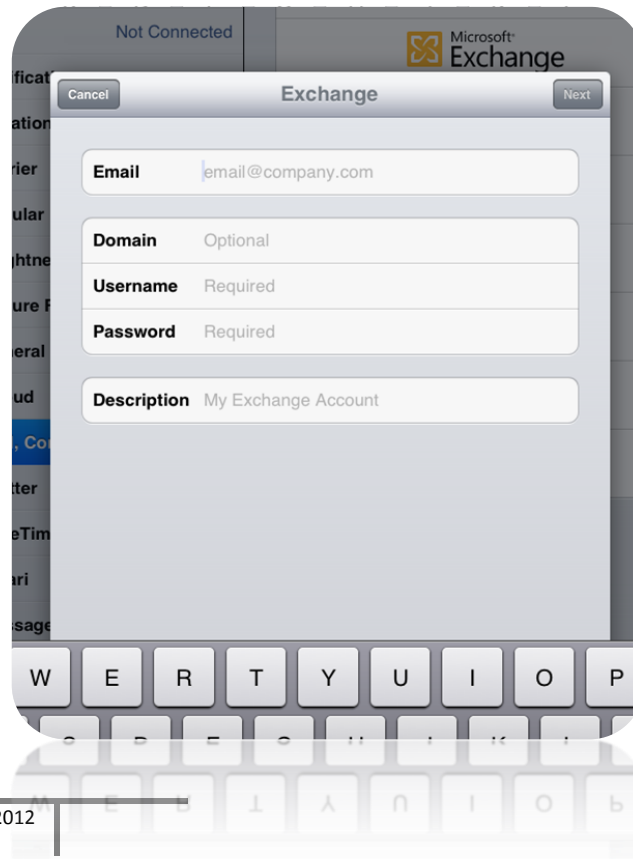 Not Connected
Microsoft®
Exchange
Cancel Exchange Next
Email email@company.com
Domain Optional
Username Required
Password Required
Description My Exchange Account
W E R T Y U I O P
2012